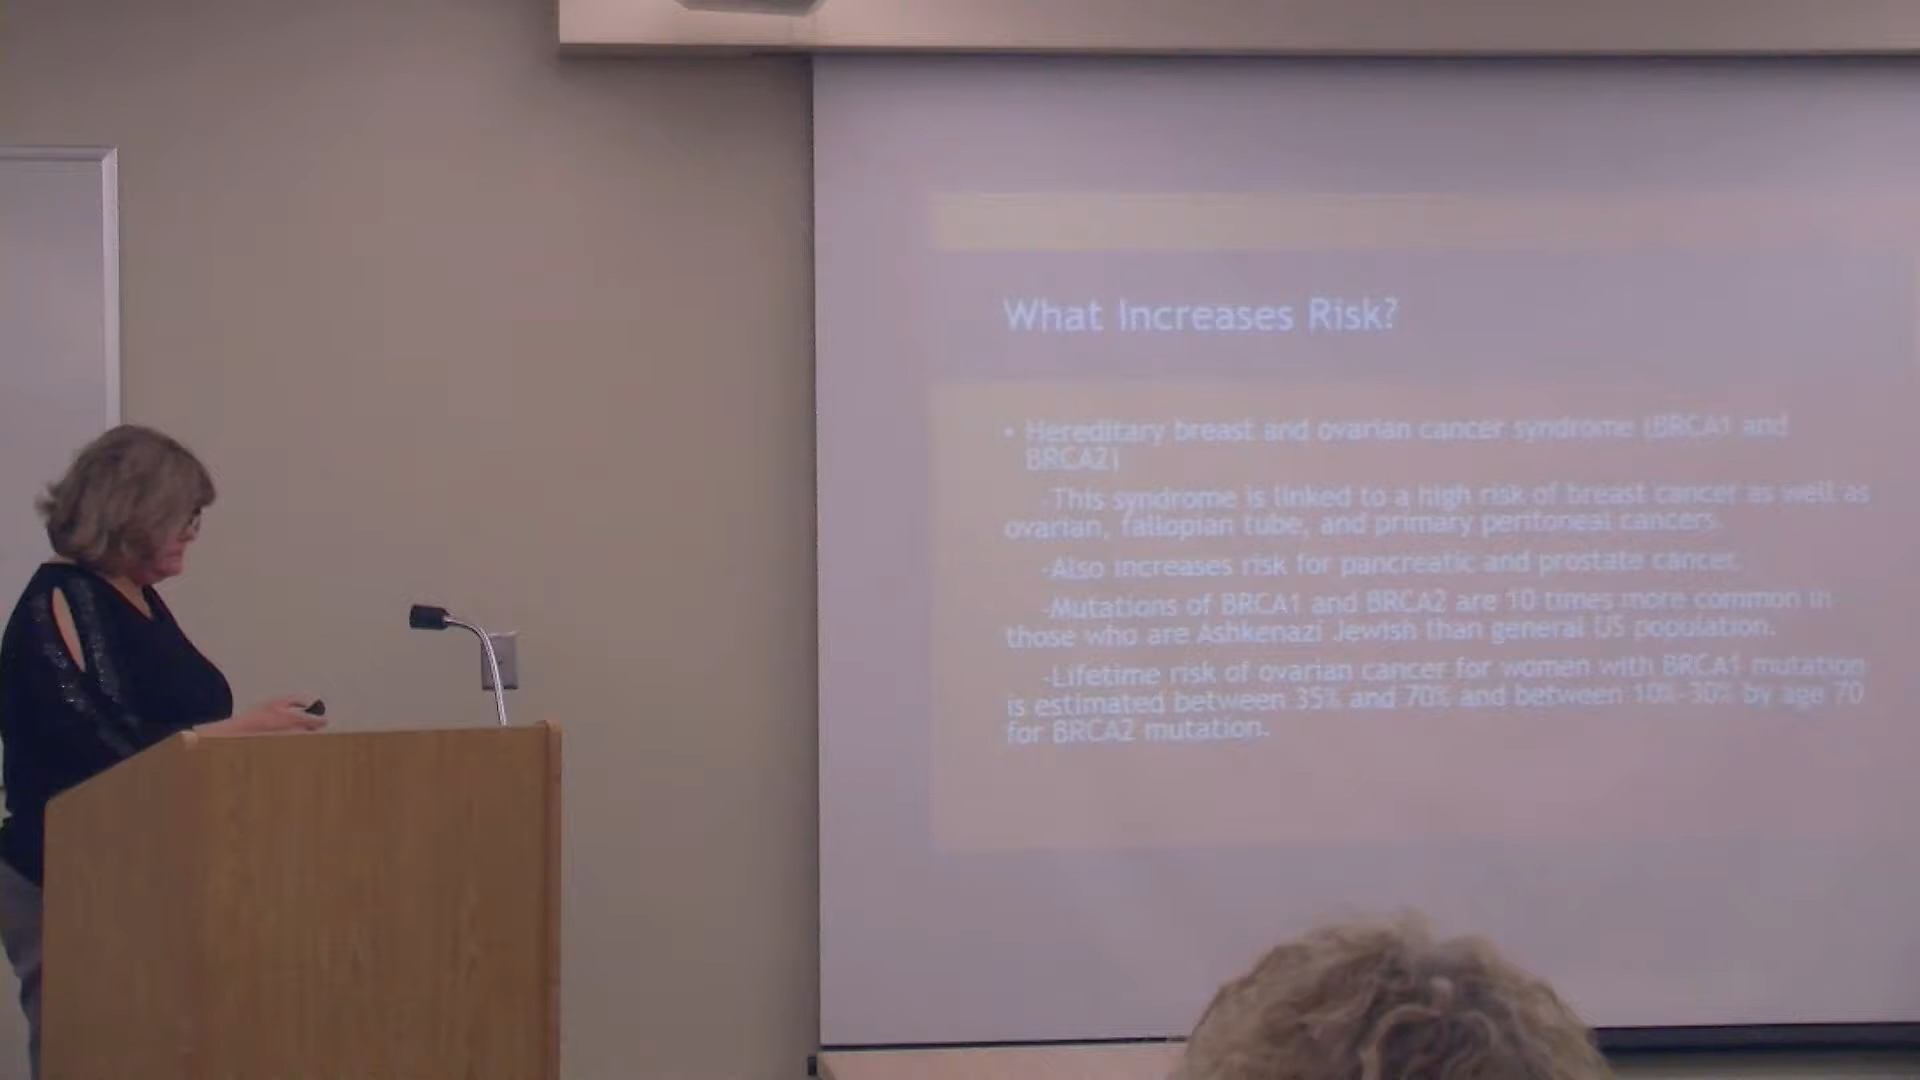 What Increases Risk?
• Hereditary breast and ovarian cancer syndrome (BRCA1 and
BRCA2)
-This syndrome is linked to a high risk of breast cancer as well as
ovarian, fallopian tube, and primary peritoneal cancers.
-Also increases risk for pancreatic and prostate cancer.
-Mutations of BRCA1 and BRCA2 are 10 times more common in
those who are Ashkenazi Jewish than general US population.
-Lifetime risk of ovarian cancer for women with BRCA1 mutation
is estimated between 35% and 70% and between 10%-30% by age 70
for BRCA2 mutation.